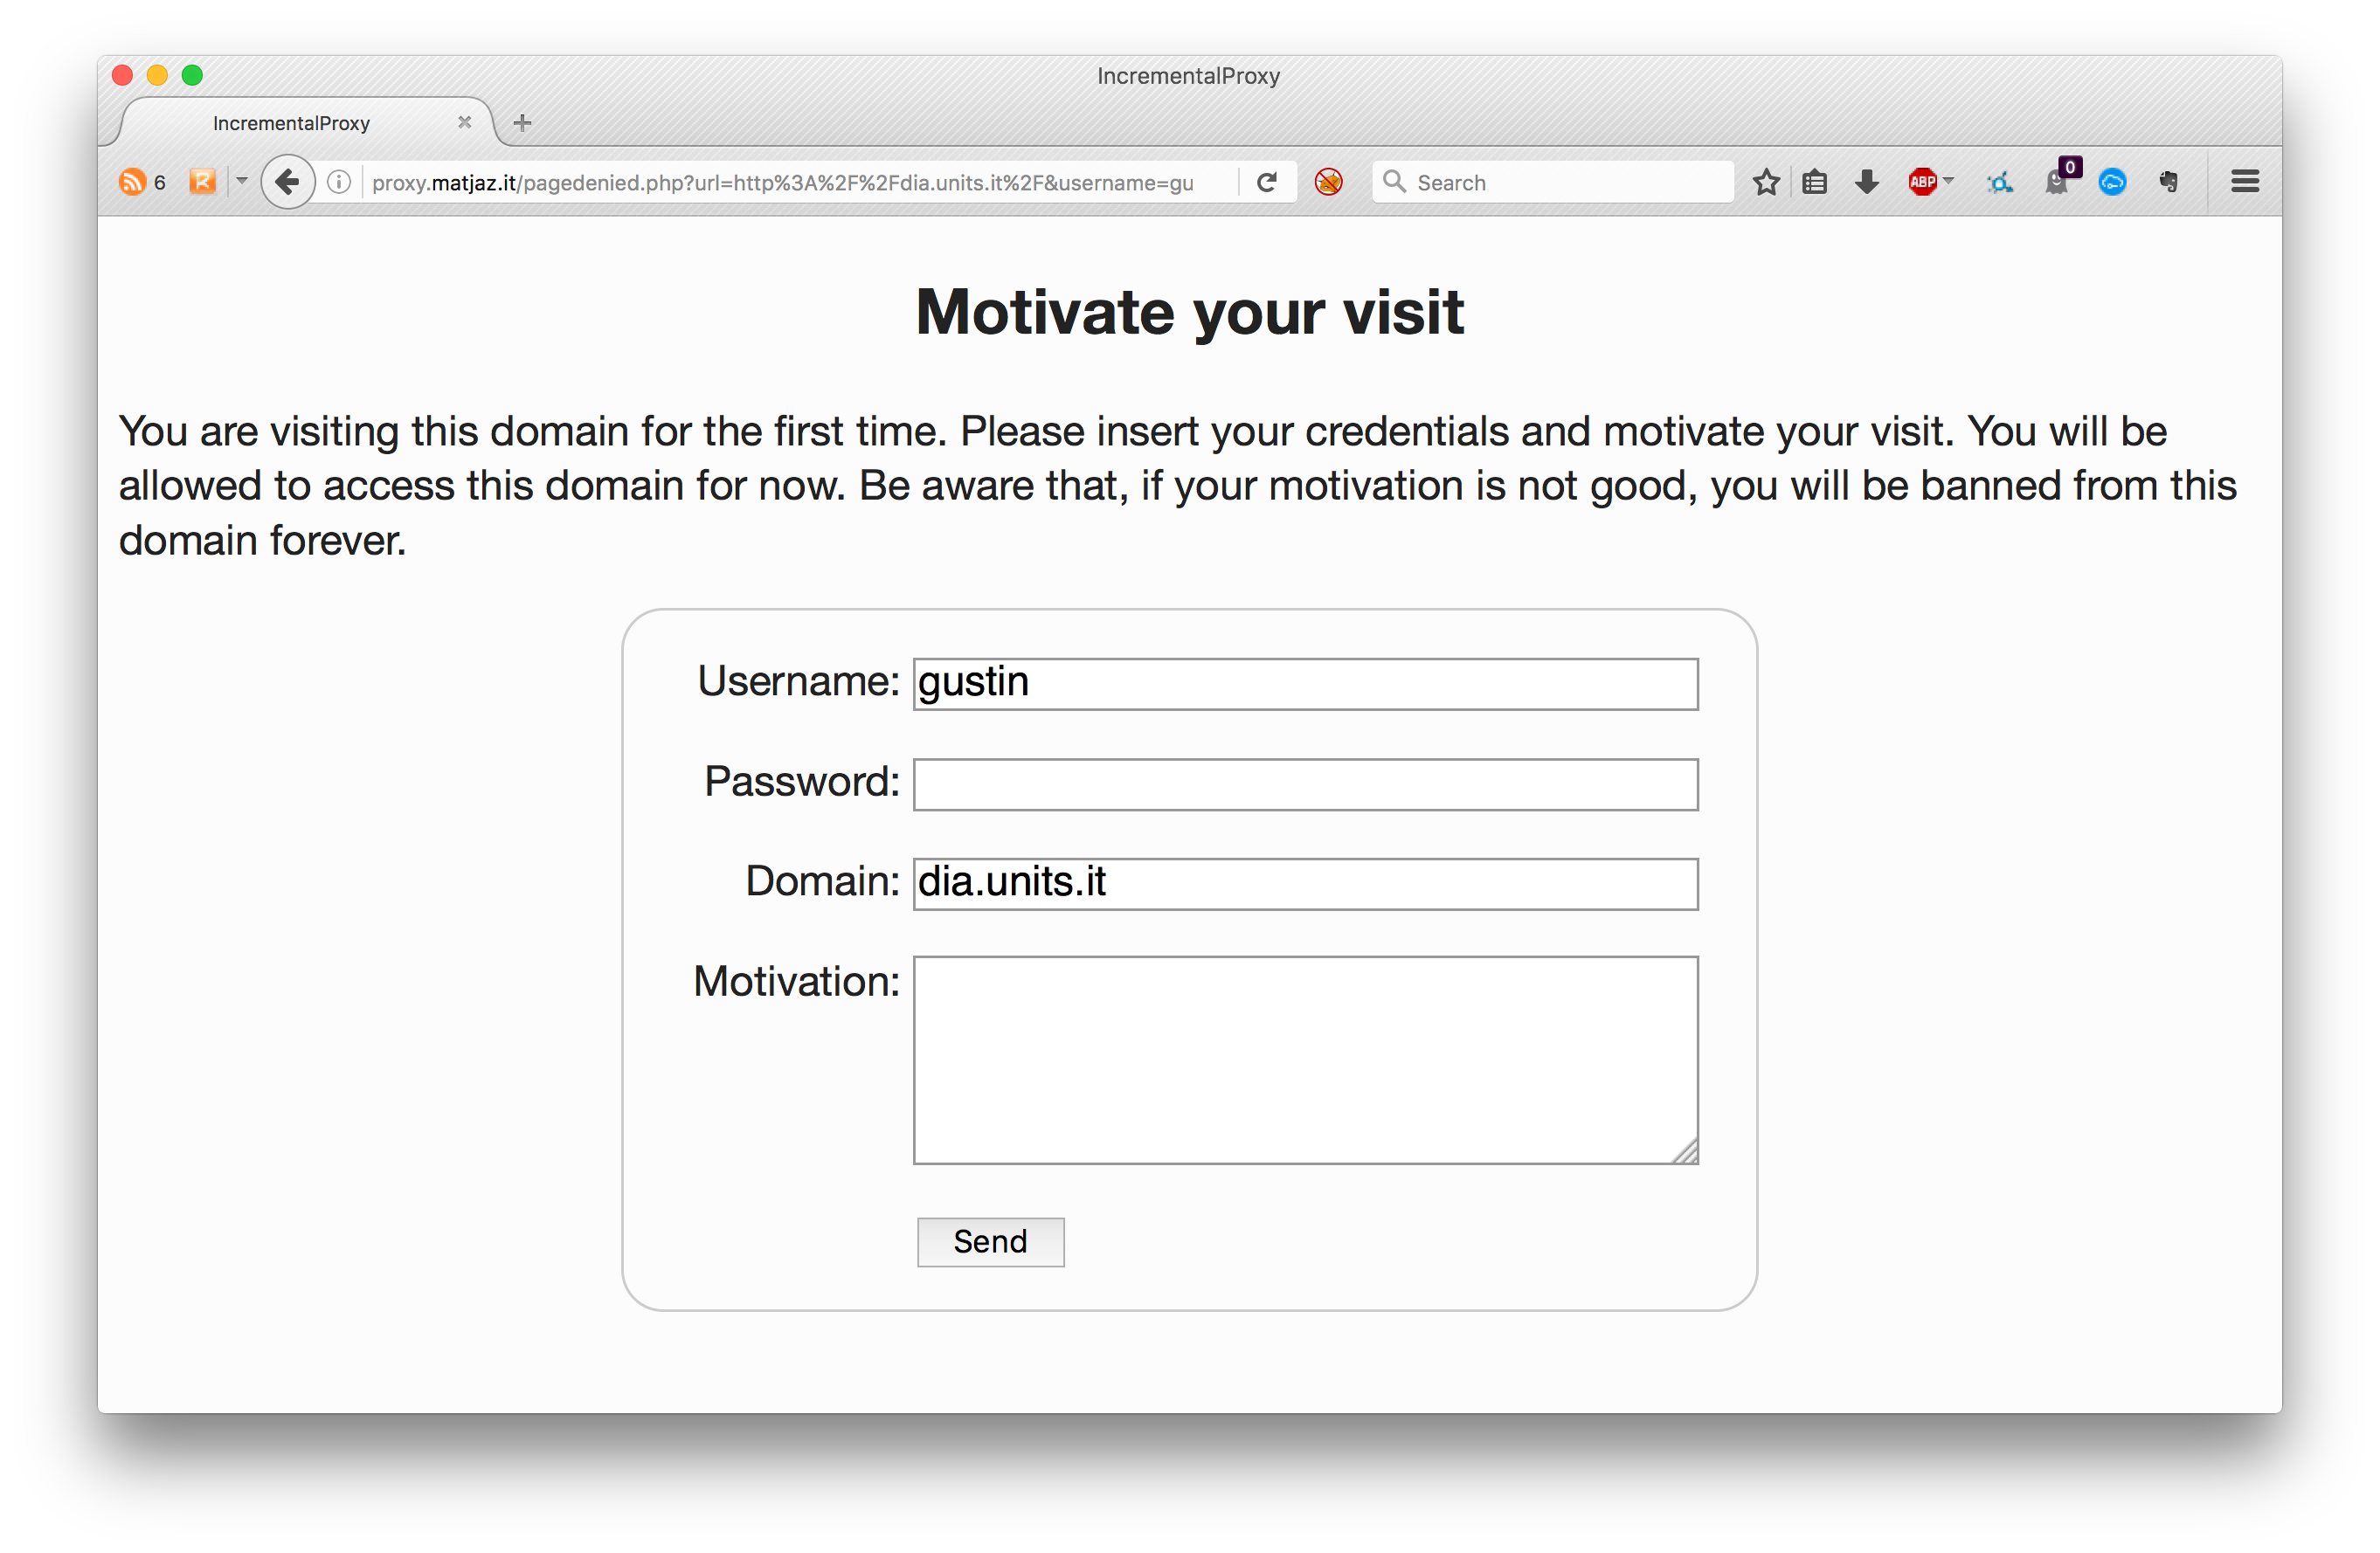 IncrementalProxy
IncrementalProxy
6
proxy.matjaz.it/pagedenied.php?url=http%3A%2F%2Fdia.units.it%2F&username=gu
Search
ABP
0
Motivate your visit
You are visiting this domain for the first time. Please insert your credentials and motivate your visit. You will be
allowed to access this domain for now. Be aware that, if your motivation is not good, you will be banned from this
domain forever.
Username: gustin
Password:
Domain: dia.units.it
Motivation:
Send